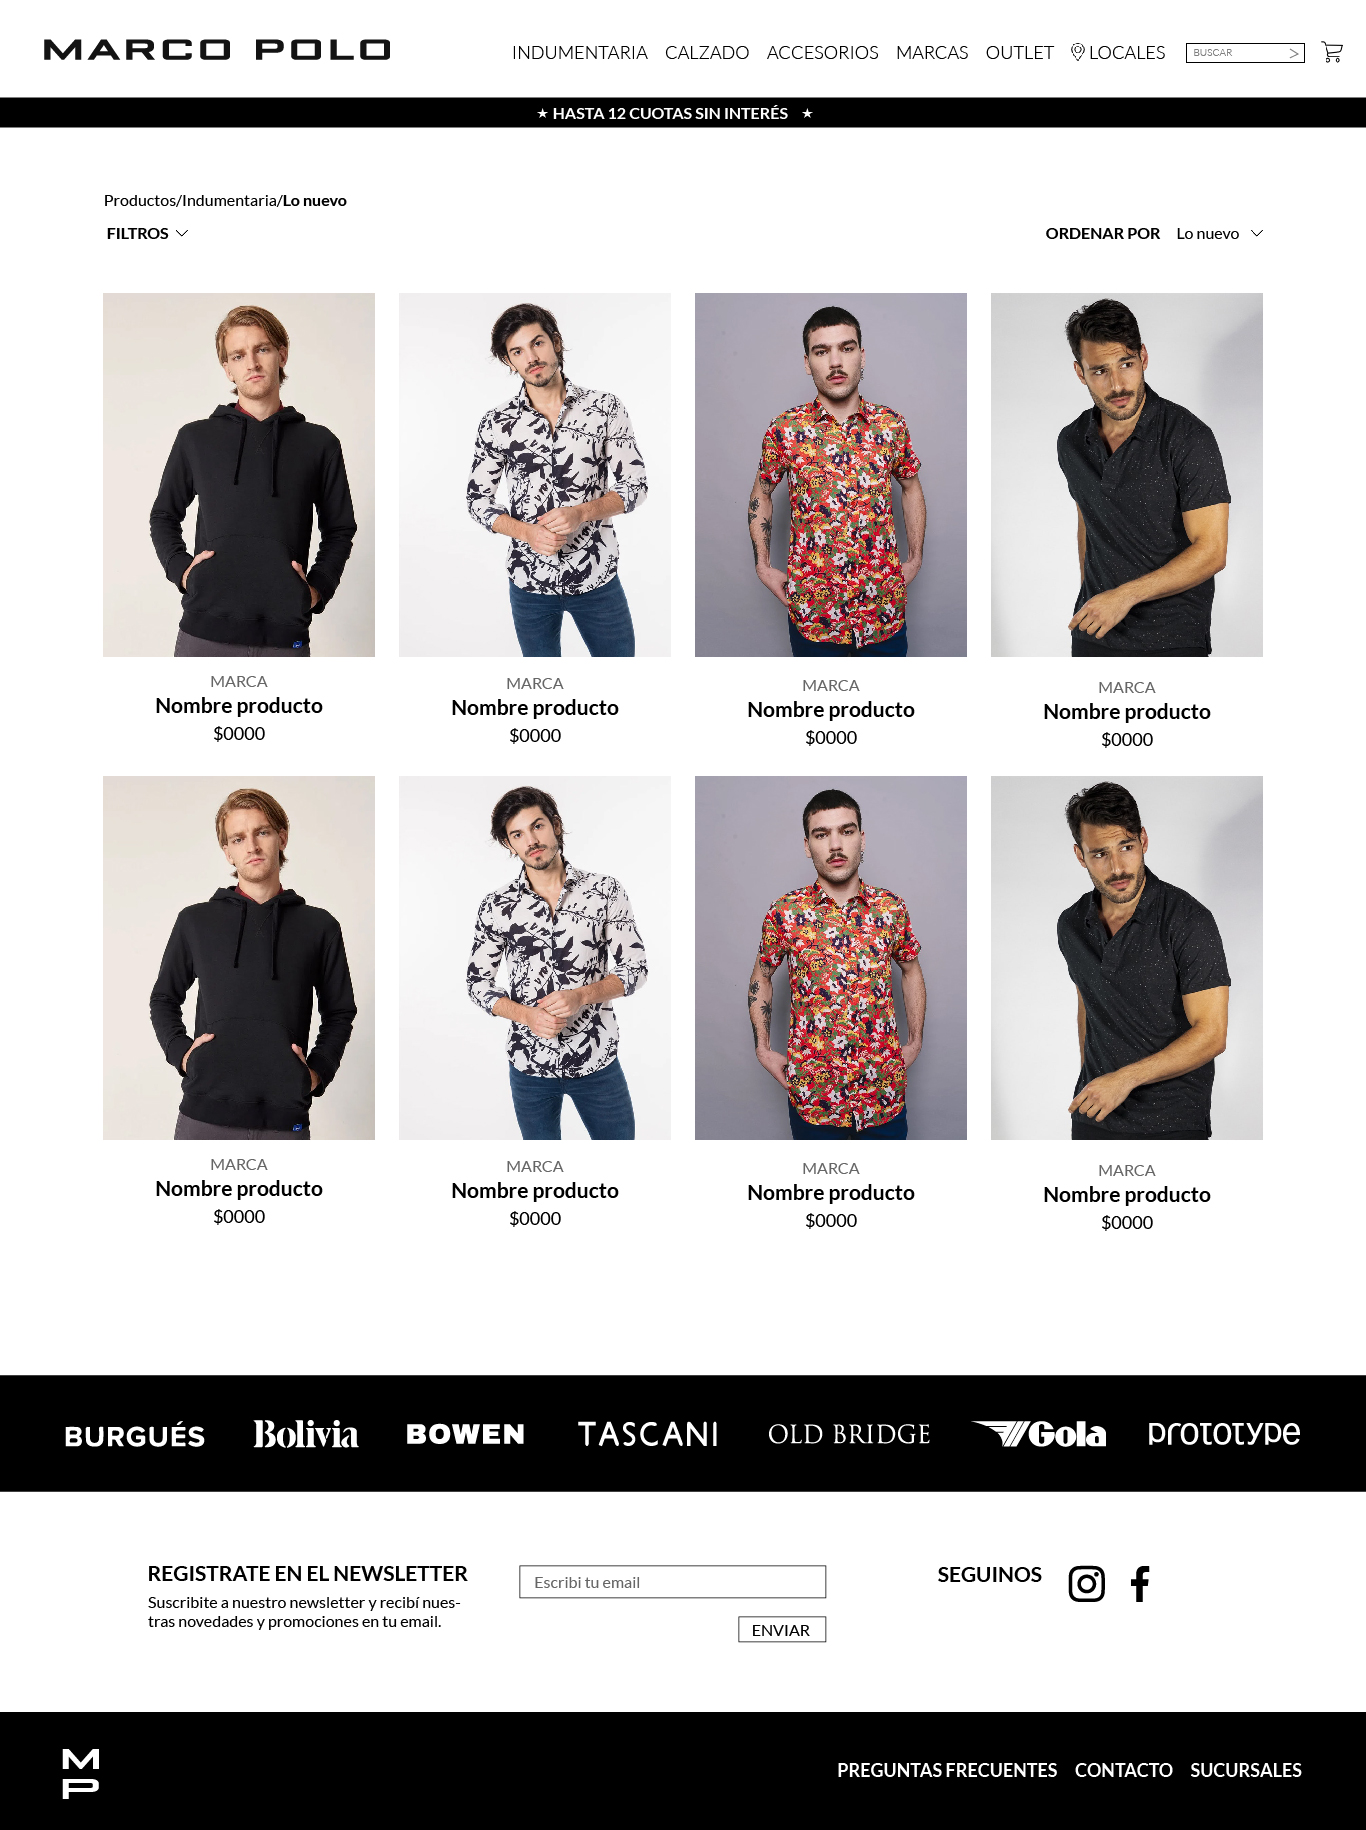 MARCO POLO
INDUMENTARIA CALZADO ACCESORIOS MARCAS OUTLET LOCALES BUSCAR >
★ HASTA 12 CUOTAS SIN INTERÉS ★
Productos/Indumentaria/Lo nuevo
FILTROS
ORDENAR POR Lo nuevo
MARCA
Nombre producto
$0000
MARCA
Nombre producto
$0000
MARCA
Nombre producto
$0000
MARCA
Nombre producto
$0000
MARCA
Nombre producto
$0000
MARCA
Nombre producto
$0000
MARCA
Nombre producto
$0000
MARCA
Nombre producto
$0000
BURGUÉS Bolivia BOWEN TASCANI OLD BRIDGE Gola prototype
REGISTRATE EN EL NEWSLETTER
Suscribite a nuestro newsletter y recibí nues-
tras novedades y promociones en tu email.
Escribi tu email
ENVIAR
SEGUINOS
M
P
PREGUNTAS FRECUENTES CONTACTO SUCURSALES